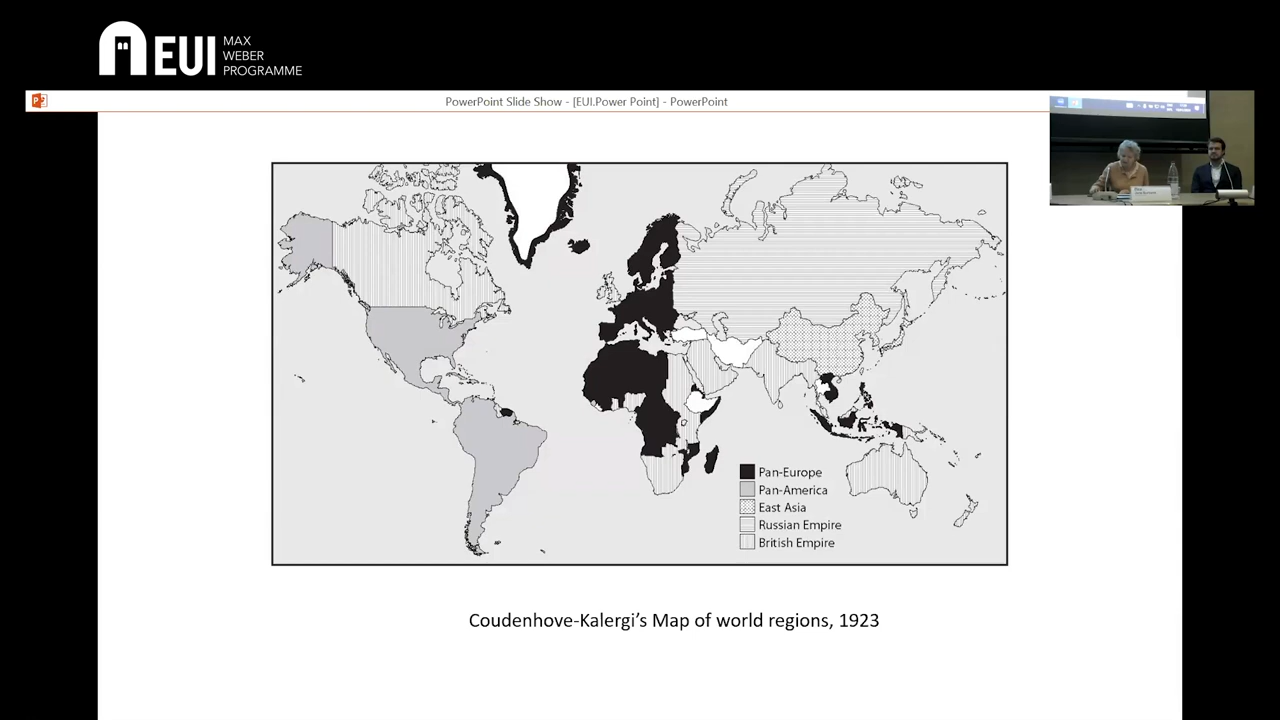 EUI
MAX
WEBER
PROGRAMME
PowerPoint Slide Show - [EUI.Power Point] - PowerPoint
Pan-Europe
Pan-America
East Asia
Russian Empire
British Empire
Coudenhove-Kalergi's Map of world regions, 1923